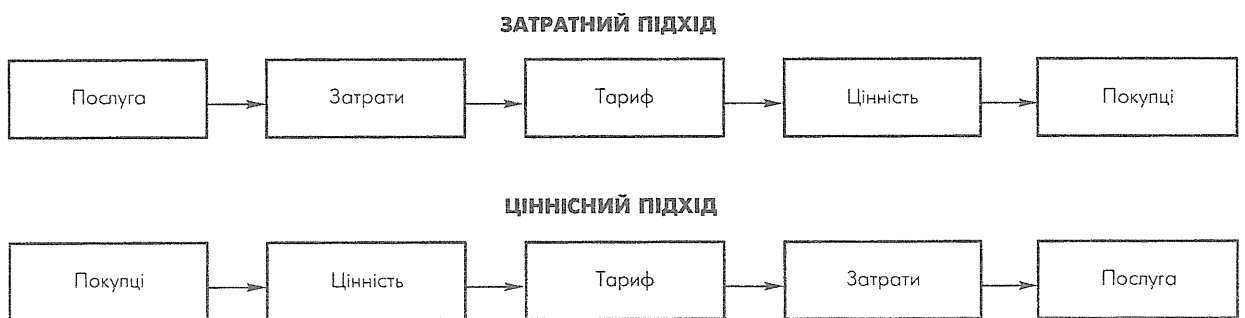 ЗАТРАТНИЙ ПІДХІД
Послуга Затрати Тариф Цінність Покупці
ЦІННІСНИЙ ПІДХІД
Покупці Цінність Тариф Затрати Послуга